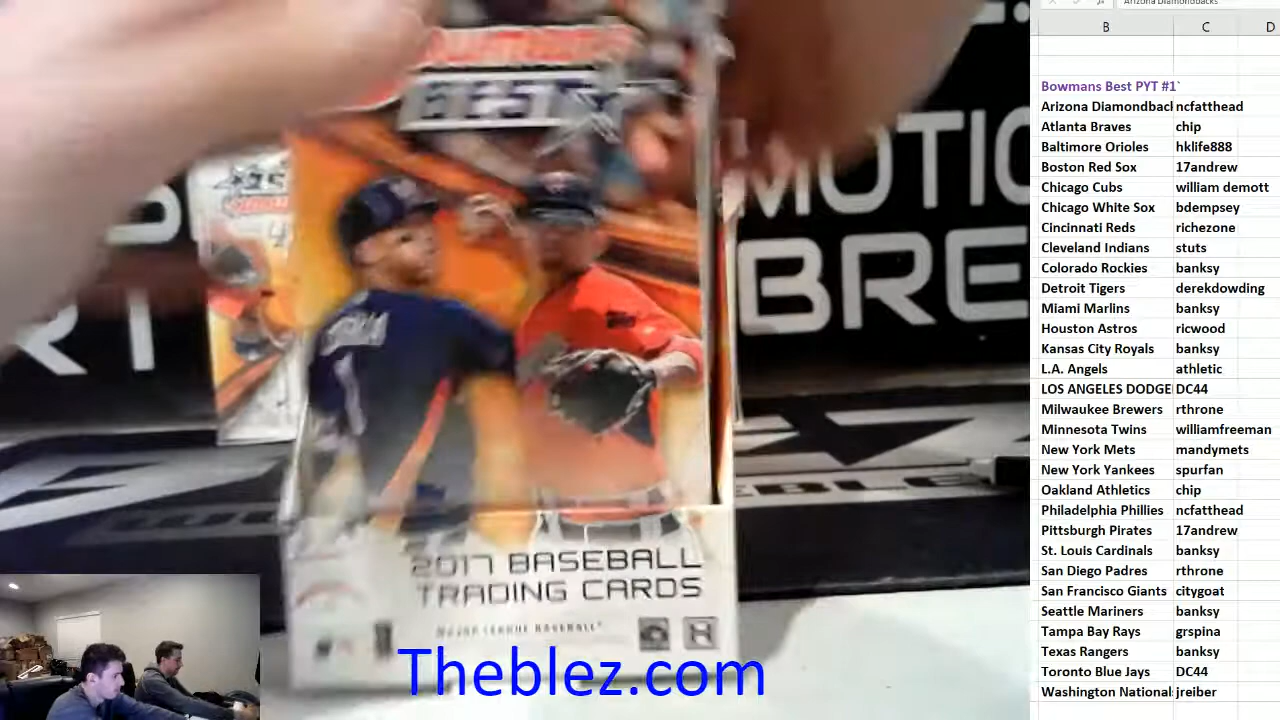 Arizona Diamondbacks
B C D
Bowmans Best PYT #1`
Arizona Diamondbacl ncfatthead
Atlanta Braves chip
Baltimore Orioles hklife888
Boston Red Sox 17andrew
Chicago Cubs william demott
Chicago White Sox bdempsey
Cincinnati Reds richezone
Cleveland Indians stuts
Colorado Rockies banksy
Detroit Tigers derekdowding
Miami Marlins banksy
Houston Astros ricwood
Kansas City Royals banksy
L.A. Angels athletic
LOS ANGELES DODGE DC44
Milwaukee Brewers rthrone
Minnesota Twins williamfreeman
New York Mets mandymets
New York Yankees spurfan
Oakland Athletics chip
Philadelphia Phillies ncfatthead
Pittsburgh Pirates 17andrew
St. Louis Cardinals banksy
San Diego Padres rthrone
San Francisco Giants citygoat
Seattle Mariners banksy
Tampa Bay Rays grspina
Texas Rangers banksy
Toronto Blue Jays DC44
Washington National jreiber
BEST
MOTIO
BRE
RT
2017 BASEBALL
TRADING CARDS
MAJOR LEAGUE BASEBALL
Theblez.com